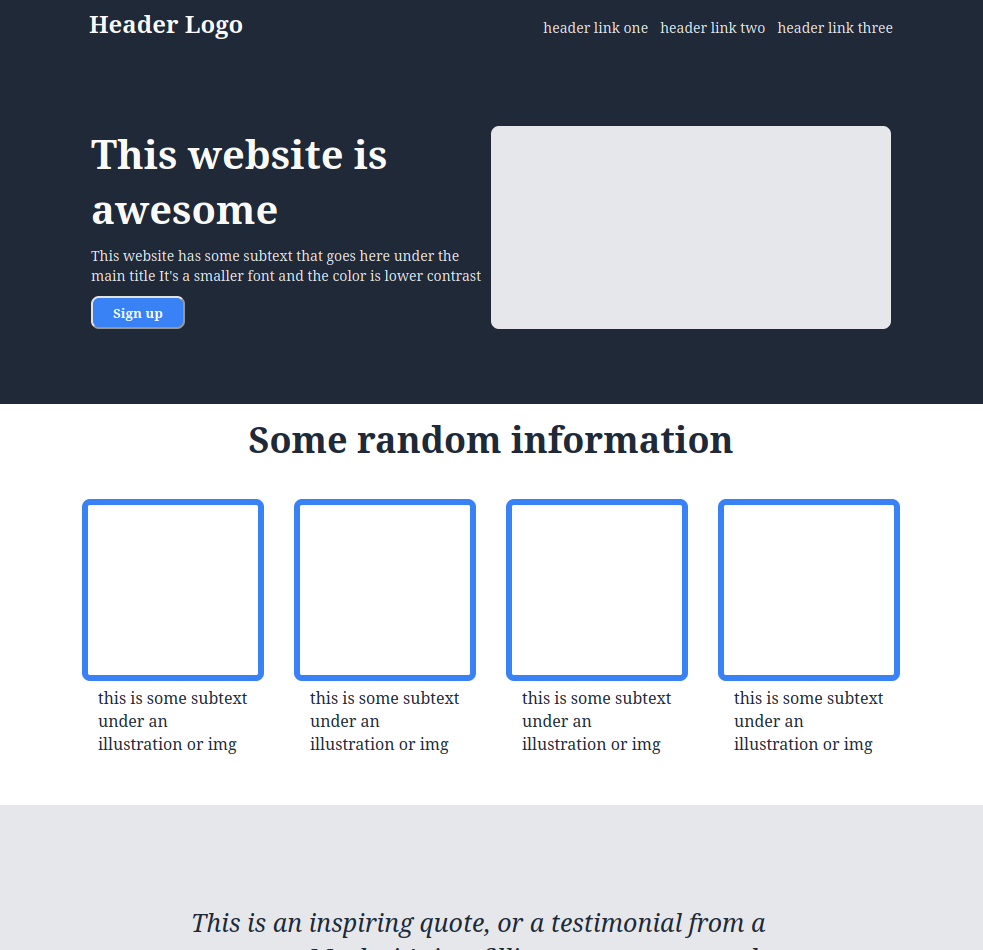 Header Logo
header link one header link two header link three
This website is
awesome
This website has some subtext that goes here under the
main title It's a smaller font and the color is lower contrast
Sign up
Some random information
this is some subtext
under an
illustration or img
this is some subtext
under an
illustration or img
this is some subtext
under an
illustration or img
this is some subtext
under an
illustration or img
This is an inspiring quote, or a testimonial from a